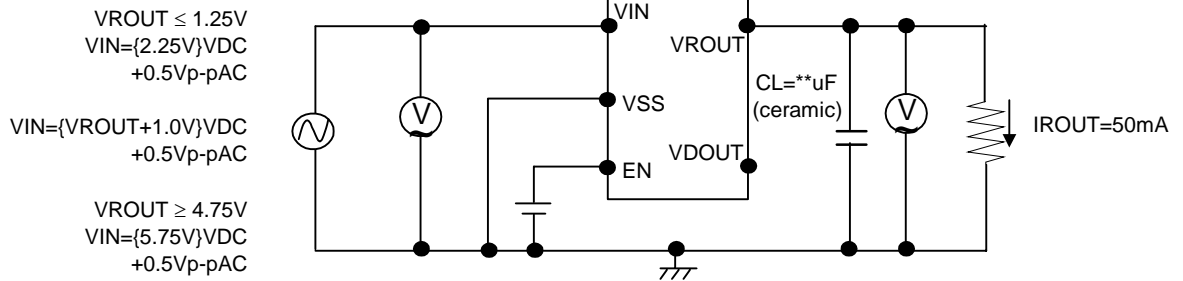 VROUT ≤ 1.25V
VIN={2.25V}VDC
+0.5Vp-pAC
VIN={VROUT+1.0V}VDC
+0.5Vp-pAC
VROUT ≥ 4.75V
VIN={5.75V}VDC
+0.5Vp-pAC
V
VIN
VSS
EN
VROUT
VDOUT
CL=**uF
(ceramic)
V
IROUT=50mA